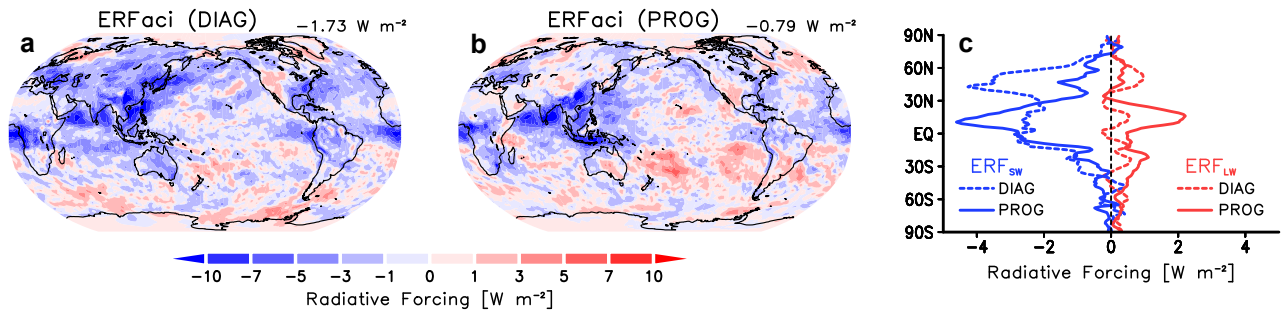 ERFaci (DIAG)
−1.73 W m⁻²
a
ERFaci (PROG)
−0.79 W m⁻²
b
−10 −7 −5 −3 −1 0 1 3 5 7 10
Radiative Forcing [W m⁻²]
c
90N
60N
30N
EQ
30S
60S
90S
ERF_SW
DIAG
PROG
ERF_LW
DIAG
PROG
−4 −2 0 2 4
Radiative Forcing [W m⁻²]